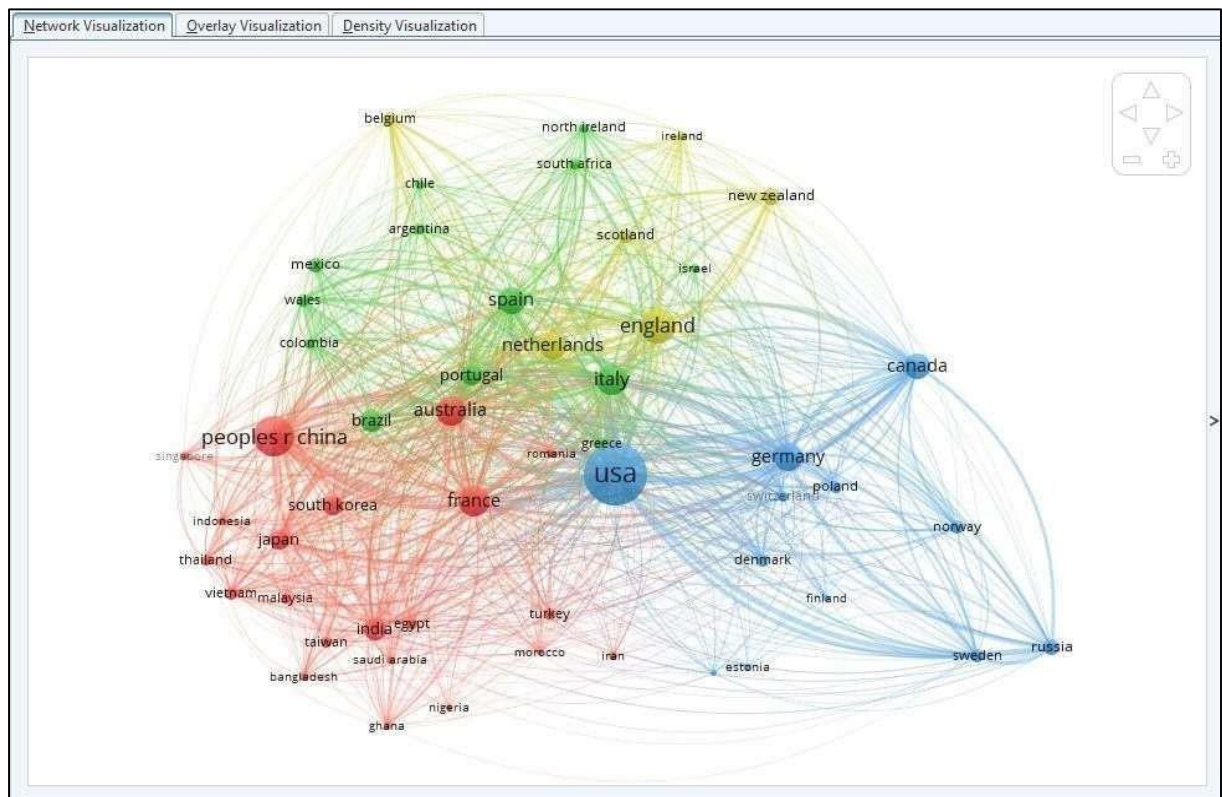 Network Visualization
Overlay Visualization
Density Visualization
belgium
north ireland
ireland
south africa
chile
new zealand
argentina
scotland
mexico
israel
wales
spain
england
colombia
netherlands
canada
portugal
italy
australia
brazil
peoples r china
greece
singapore
romania
germany
usa
poland
switzerland
south korea
france
indonesia
norway
japan
thailand
denmark
vietnam
malaysia
finland
turkey
egypt
india
taiwan
russia
morocco
iran
sweden
saudi arabia
estonia
bangladesh
nigeria
ghana